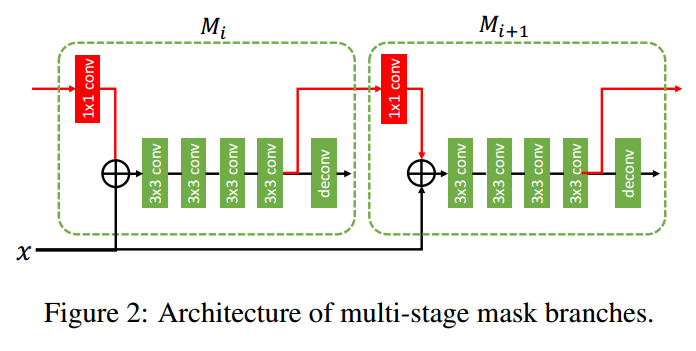 M_i
M_{i+1}
1x1 conv
1x1 conv
3x3 conv
3x3 conv
3x3 conv
3x3 conv
deconv
3x3 conv
3x3 conv
3x3 conv
3x3 conv
deconv
x
Figure 2: Architecture of multi-stage mask branches.